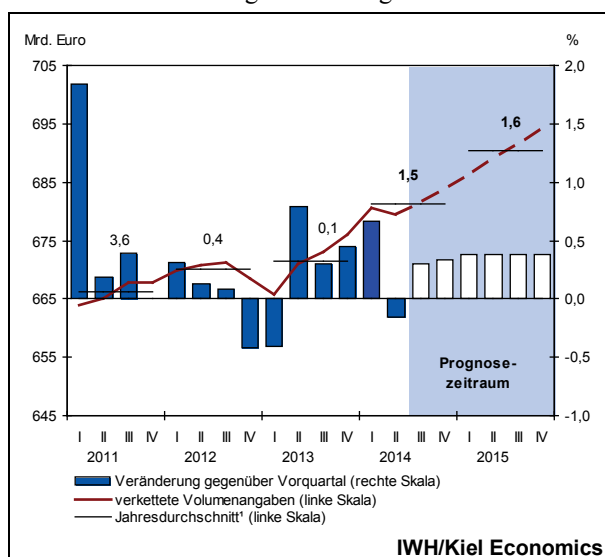 Mrd. Euro %
705 2,0
695 1,5
685 1,0
675 0,5
665 0,0
655 -0,5
645 -1,0
3,6 0,4 0,1 1,5 1,6
Prognose-
zeitraum
I II III IV I II III IV I II III IV I II III IV I II III IV
2011 2012 2013 2014 2015
Veränderung gegenüber Vorquartal (rechte Skala)
verkettete Volumenangaben (linke Skala)
Jahresdurchschnitt¹ (linke Skala)
IWH/Kiel Economics